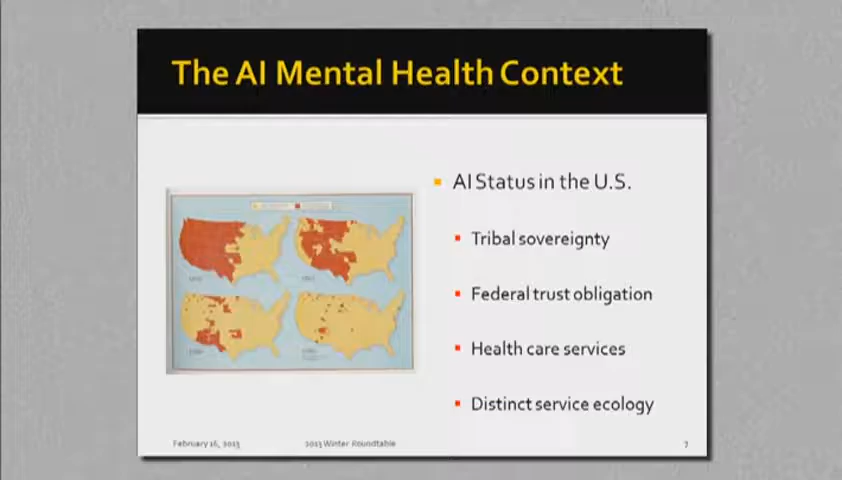 The AI Mental Health Context
AI Status in the U.S.
Tribal sovereignty
Federal trust obligation
Health care services
Distinct service ecology
February 16, 2013
2013 Winter Roundtable
7